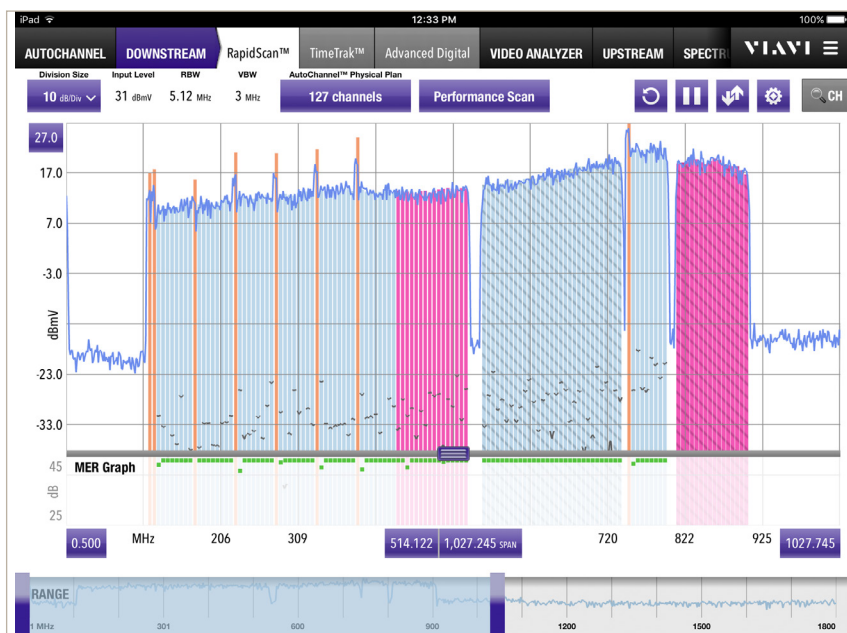 iPad 12:33 PM 100%
AUTOCHANNEL DOWNSTREAM RapidScan™ TimeTrak™ Advanced Digital VIDEO ANALYZER UPSTREAM SPECTR VIAVI
Division Size Input Level RBW VBW AutoChannel™ Physical Plan
10 dB/Div 31 dBmV 5.12 MHz 3 MHz 127 channels Performance Scan CH
27.0
17.0
7.0
-3.0
dBmV
-23.0
-33.0
45 MER Graph
dB
25
0.500 MHz 206 309 514.122 1,027.245 SPAN 720 822 925 1027.745
RANGE
1 MHz 301 600 900 1200 1500 1800